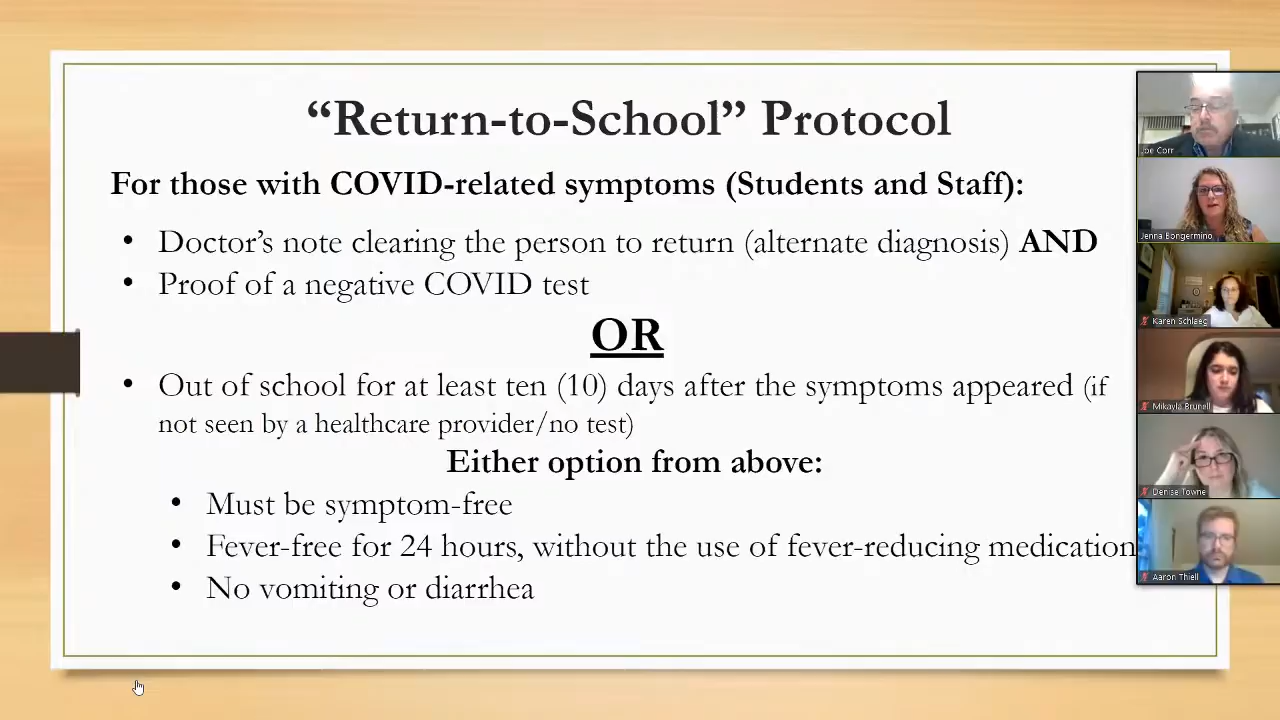 “Return-to-School” Protocol
For those with COVID-related symptoms (Students and Staff):
• Doctor’s note clearing the person to return (alternate diagnosis) AND
• Proof of a negative COVID test
OR
• Out of school for at least ten (10) days after the symptoms appeared (if
not seen by a healthcare provider/no test)
Either option from above:
• Must be symptom-free
• Fever-free for 24 hours, without the use of fever-reducing medication
• No vomiting or diarrhea
Joe Corr
Jenna Bongermino
Karen Schlaeg
Mikayla Brunell
Denise Towne
Aaron Thiell